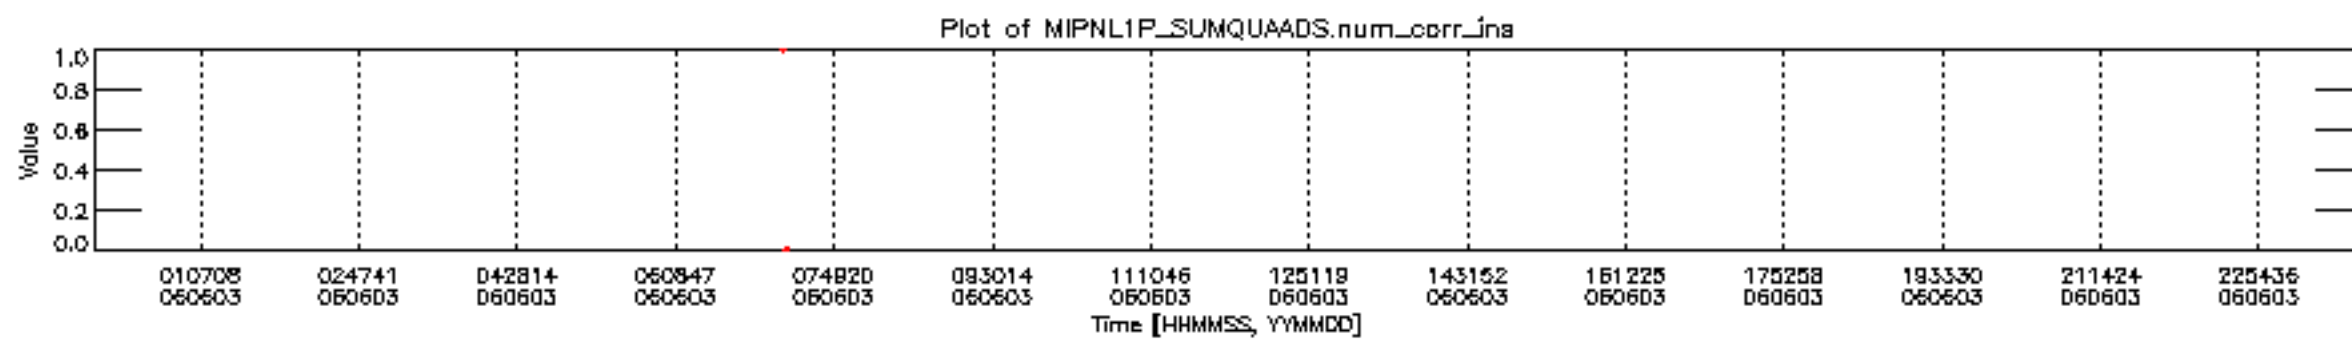 Plot of MIPNL1P_SUMQUAADS.num_corr_ins
1.0
0.8
0.6
0.4
0.2
0.0
Value
010708 024741 042814 060847 074920 093014 111046 125119 143152 161225 175258 193330 211424 225436
060603 060603 060603 060603 060603 060603 060603 060603 060603 060603 060603 060603 060603 060603
Time [HHMMSS, YYMMDD]